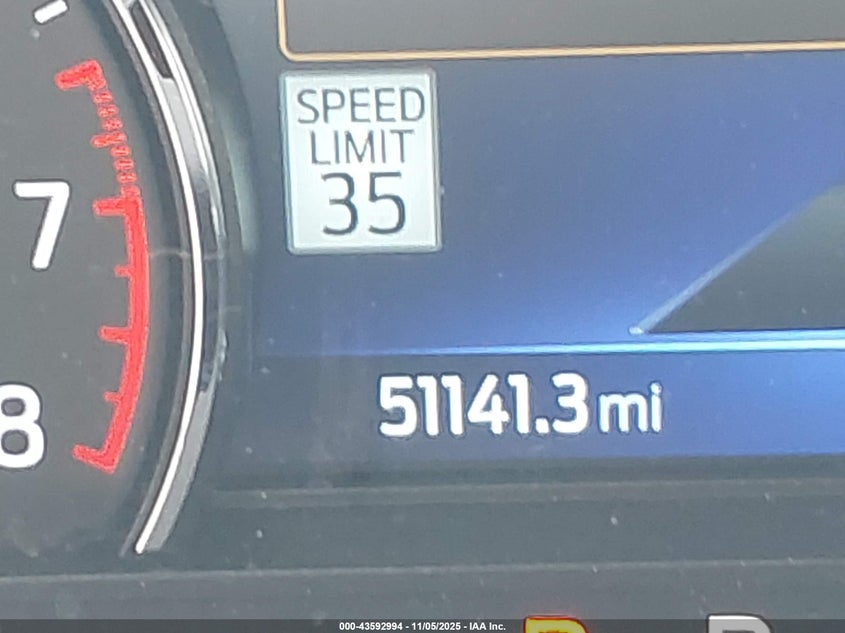 SPEED
LIMIT
35
7
8
51141.3 mi
000-43592994 - 11/05/2025 - IAA Inc.